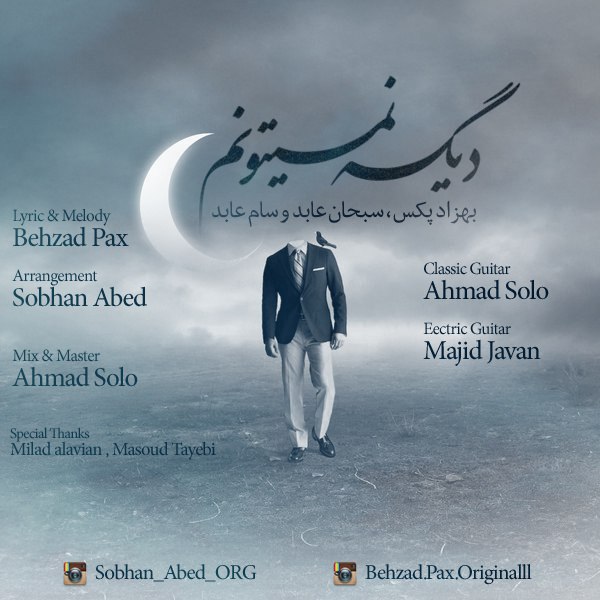 دیگه نمیتونم
بهزاد پکس ، سبحان عابد و سام عابد
Lyric & Melody
Behzad Pax
Arrangement
Sobhan Abed
Mix & Master
Ahmad Solo
Special Thanks
Milad alavian , Masoud Tayebi
Classic Guitar
Ahmad Solo
Eectric Guitar
Majid Javan
Sobhan_Abed_ORG
Behzad.Pax.Originalll